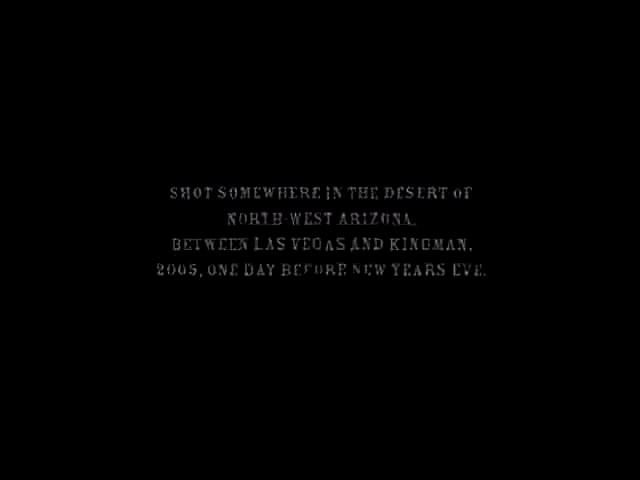 SHOT SOMEWHERE IN THE DESERT OF
NORTH-WEST ARIZONA.
BETWEEN LAS VEGAS AND KINGMAN,
2005, ONE DAY BEFORE NEW YEARS EVE.